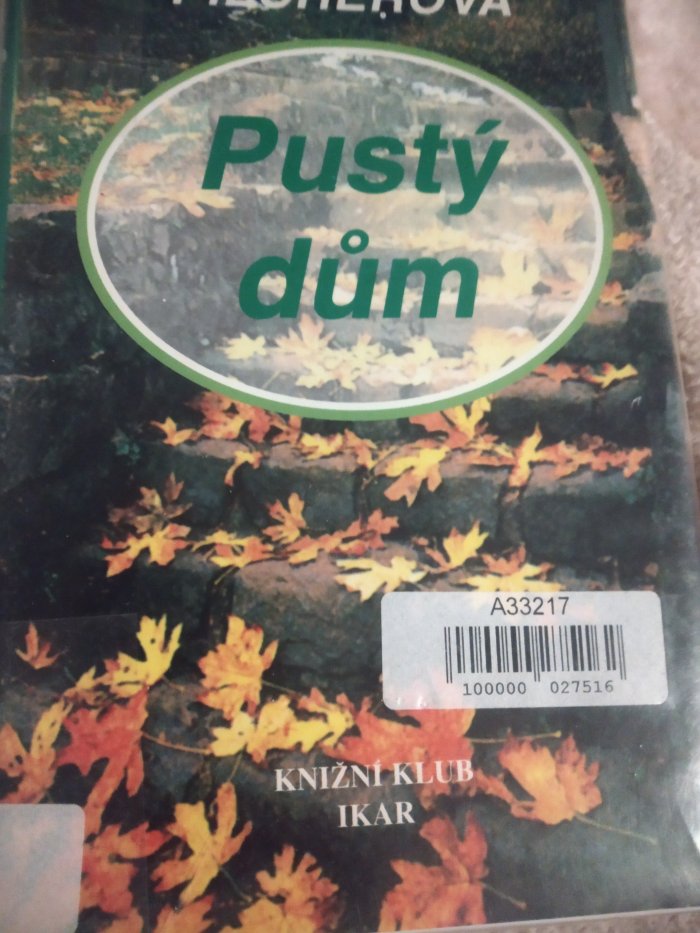 Pustý
dům
A33217
100000 027516
KNIŽNÍ KLUB
IKAR